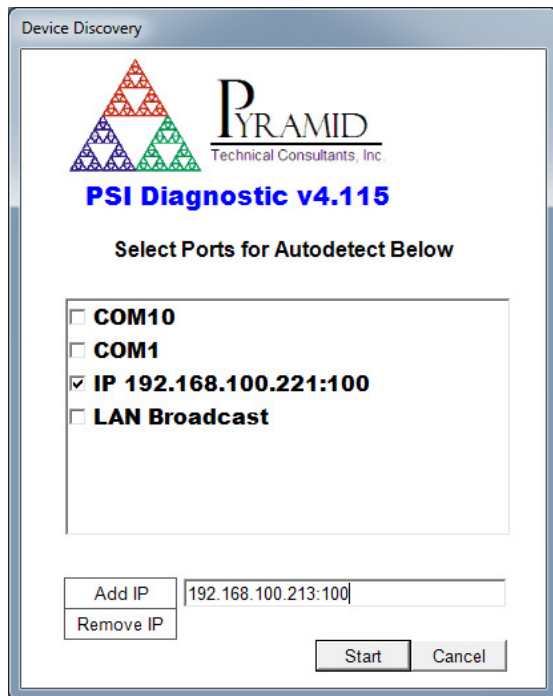 Device Discovery
PYRAMID
Technical Consultants, Inc.
PSI Diagnostic v4.115
Select Ports for Autodetect Below
COM10
COM1
IP 192.168.100.221:100
LAN Broadcast
Add IP 192.168.100.213:100
Remove IP
Start Cancel